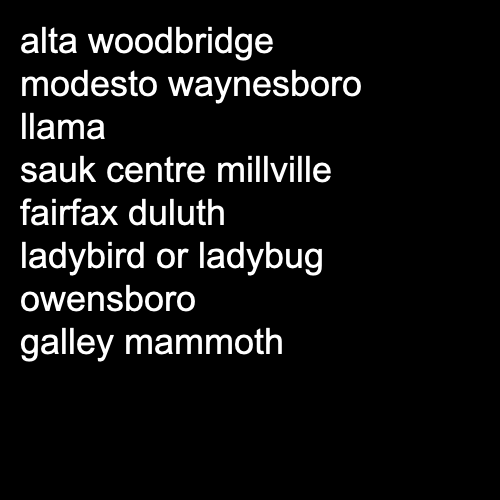 alta woodbridge
modesto waynesboro
llama
sauk centre millville
fairfax duluth
ladybird or ladybug
owensboro
galley mammoth